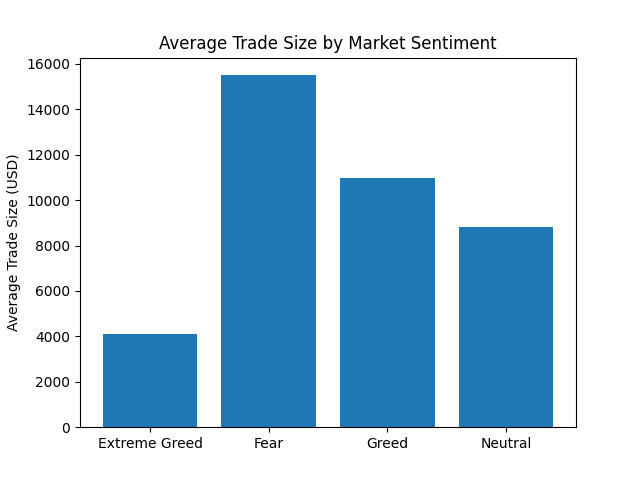 Average Trade Size by Market Sentiment
Average Trade Size (USD)
16000
14000
12000
10000
8000
6000
4000
2000
0
Extreme Greed
Fear
Greed
Neutral